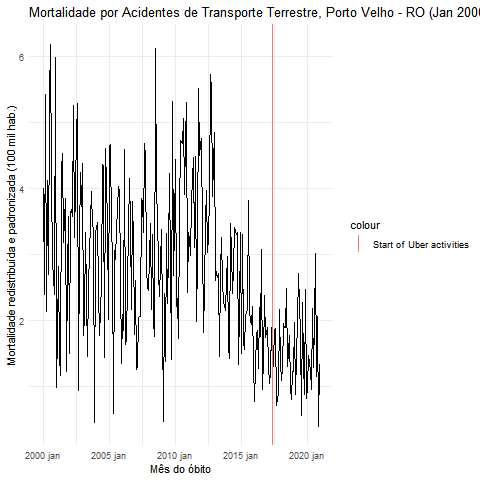 Mortalidade por Acidentes de Transporte Terrestre, Porto Velho - RO (Jan 200
Mortalidade redistribuída e padronizada (100 mil hab.)
6
4
2
2000 jan 2005 jan 2010 jan 2015 jan 2020 jan
Mês do óbito
colour
Start of Uber activities